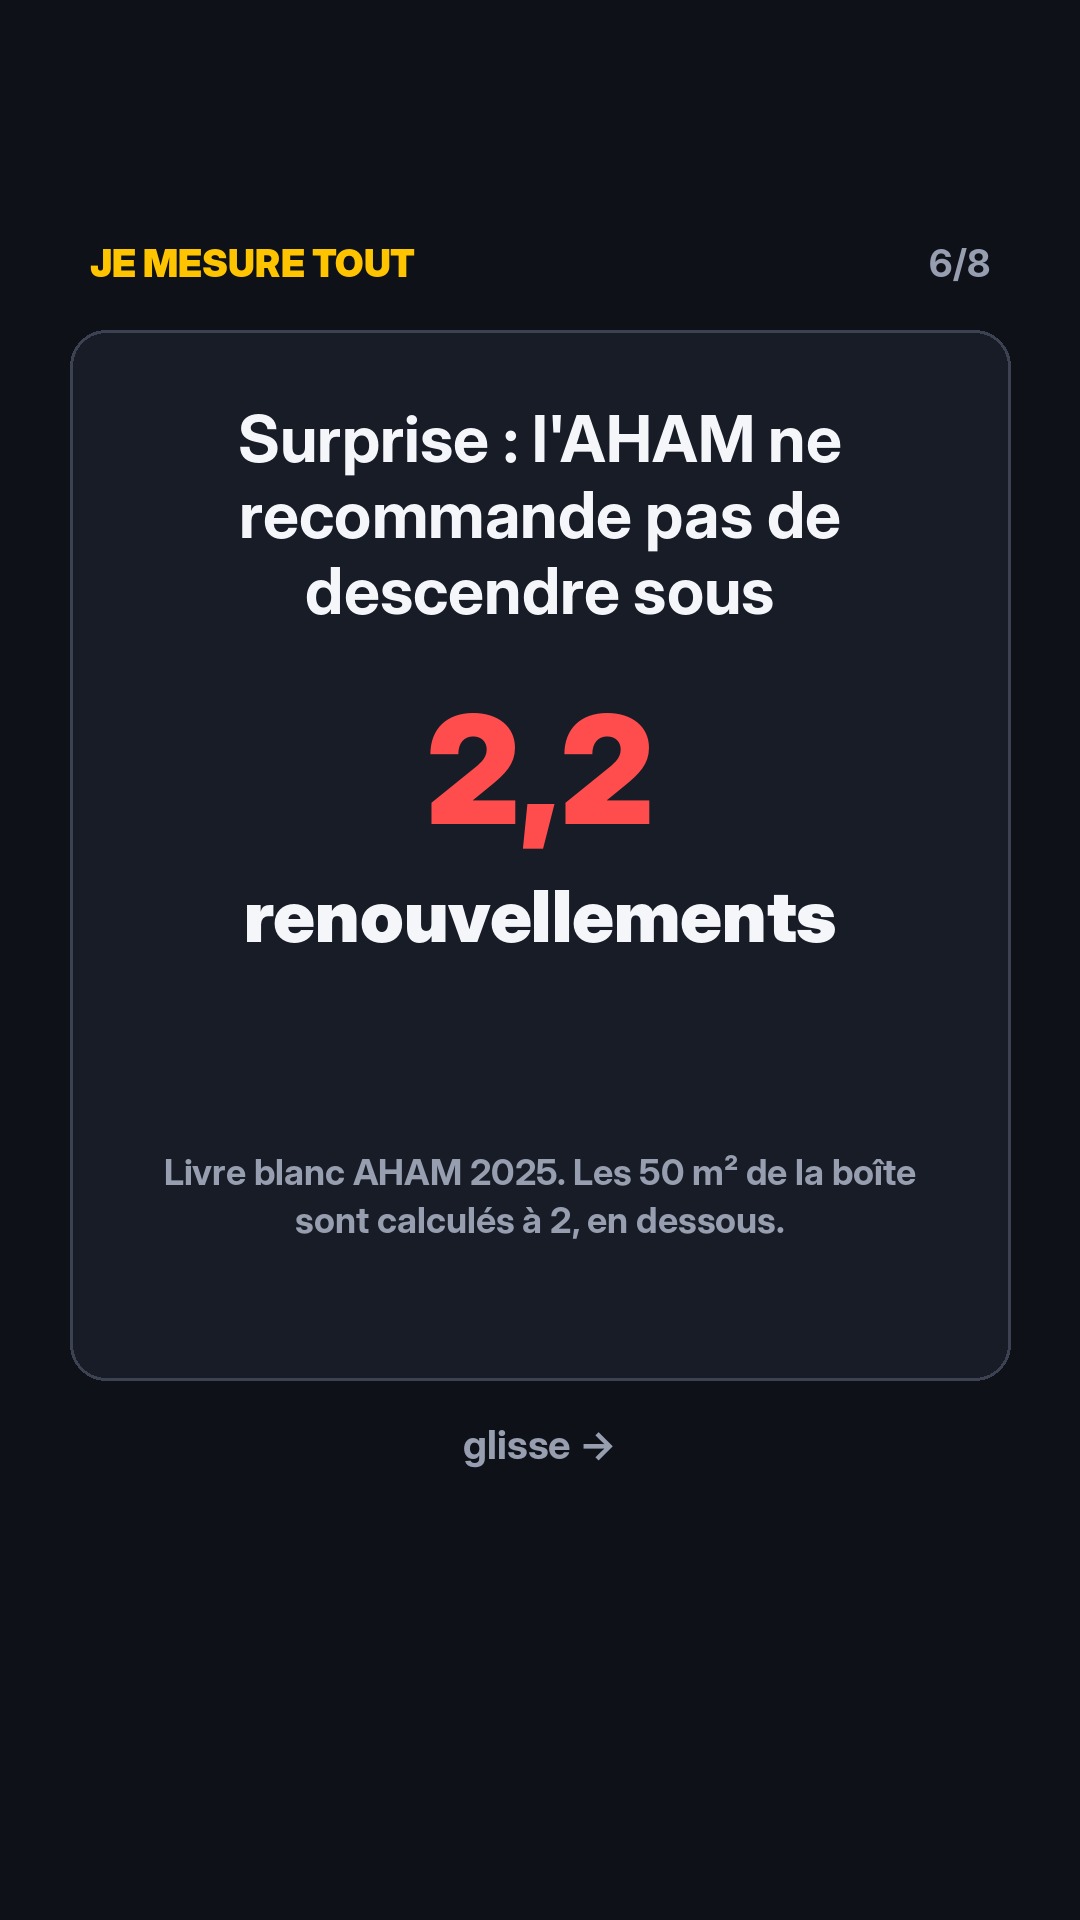 JE MESURE TOUT
6/8
Surprise : l'AHAM ne
recommande pas de
descendre sous
2,2
renouvellements
Livre blanc AHAM 2025. Les 50 m² de la boîte
sont calculés à 2, en dessous.
glisse →